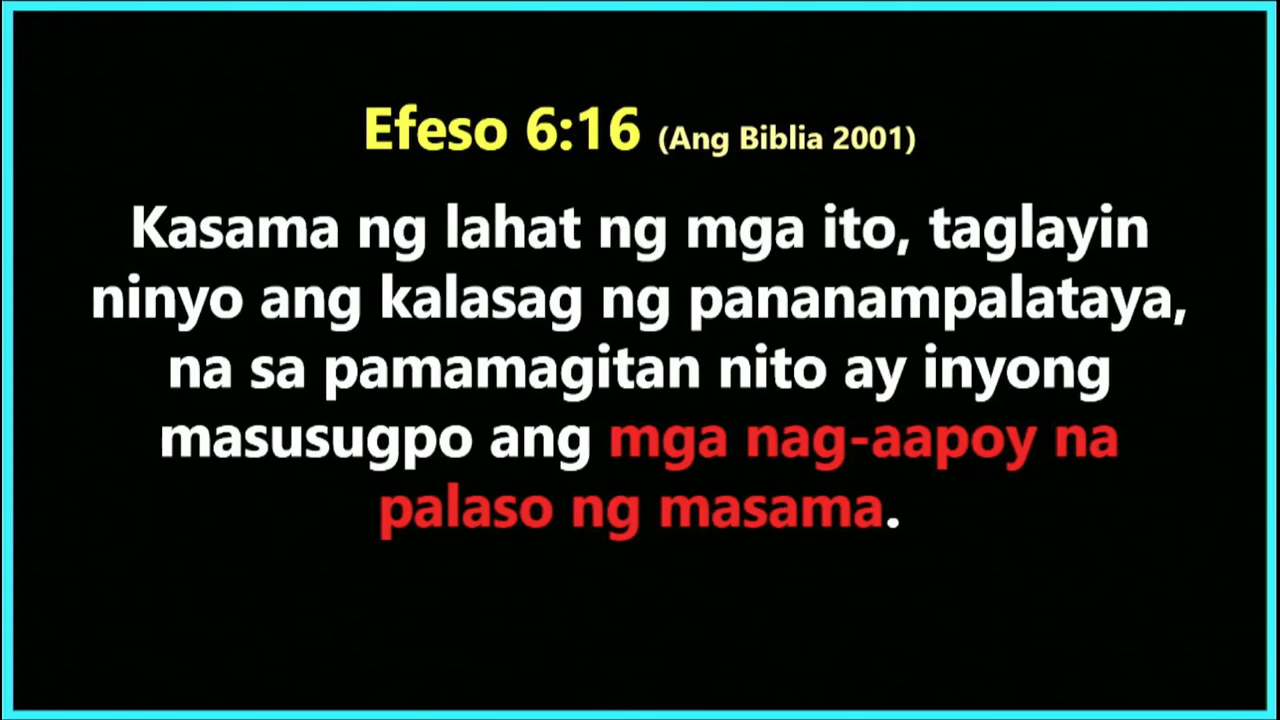 Efeso 6:16 (Ang Biblia 2001)
Kasama ng lahat ng mga ito, taglayin
ninyo ang kalasag ng pananampalataya,
na sa pamamagitan nito ay inyong
masusugpo ang mga nag-aapoy na
palaso ng masama.